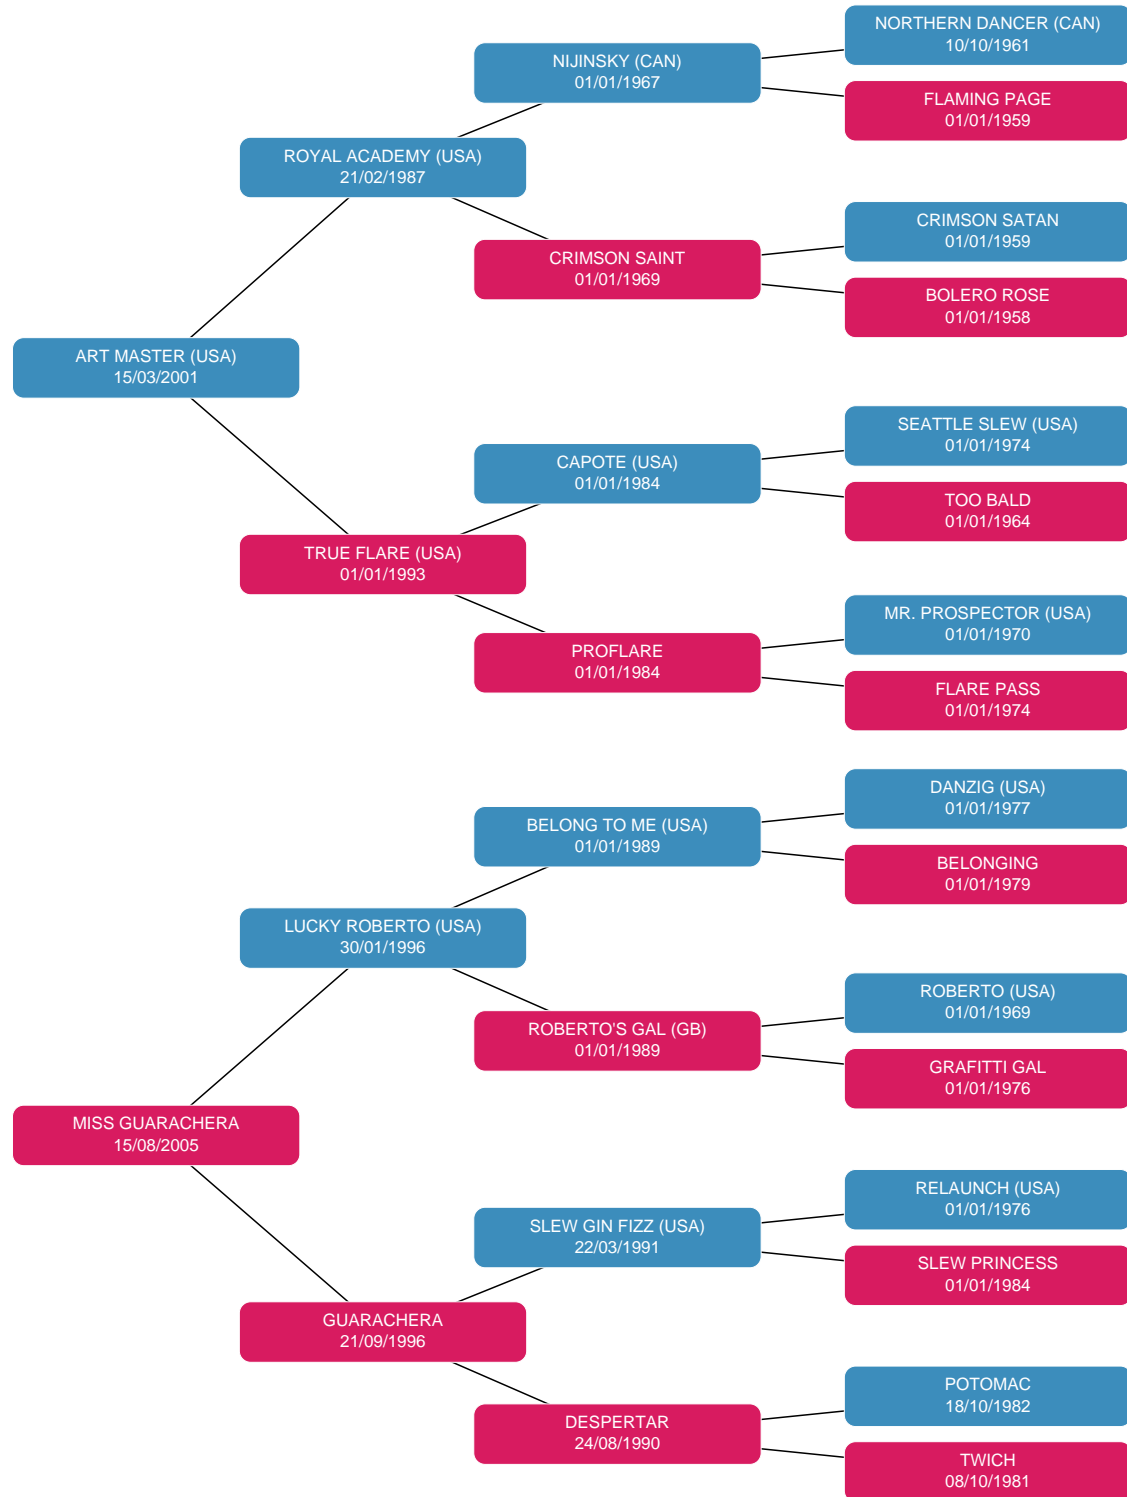 NORTHERN DANCER (CAN)
10/10/1961
NIJINSKY (CAN)
01/01/1967
FLAMING PAGE
01/01/1959
ROYAL ACADEMY (USA)
21/02/1987
CRIMSON SATAN
01/01/1959
CRIMSON SAINT
01/01/1969
BOLERO ROSE
01/01/1958
ART MASTER (USA)
15/03/2001
SEATTLE SLEW (USA)
01/01/1974
CAPOTE (USA)
01/01/1984
TOO BALD
01/01/1964
TRUE FLARE (USA)
01/01/1993
MR. PROSPECTOR (USA)
01/01/1970
PROFLARE
01/01/1984
FLARE PASS
01/01/1974
DANZIG (USA)
01/01/1977
BELONG TO ME (USA)
01/01/1989
BELONGING
01/01/1979
LUCKY ROBERTO (USA)
30/01/1996
ROBERTO (USA)
01/01/1969
ROBERTO'S GAL (GB)
01/01/1989
GRAFITTI GAL
01/01/1976
MISS GUARACHERA
15/08/2005
RELAUNCH (USA)
01/01/1976
SLEW GIN FIZZ (USA)
22/03/1991
SLEW PRINCESS
01/01/1984
GUARACHERA
21/09/1996
POTOMAC
18/10/1982
DESPERTAR
24/08/1990
TWICH
08/10/1981